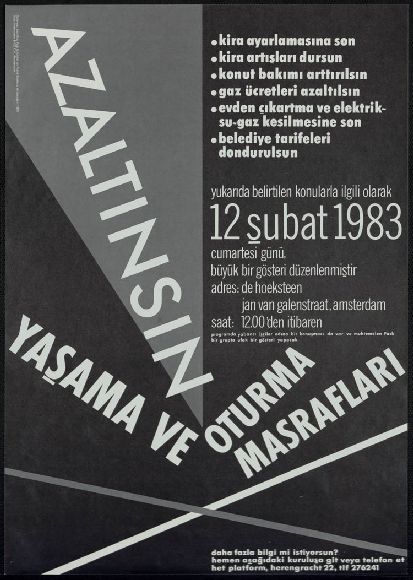 AZALTINSIN
YAŞAMA VE
OTURMA
MASRAFLARI
• kira ayarlamasına son
• kira artışları dursun
• konut bakımı arttırılsın
• gaz ücretleri azaltılsın
• evden çıkartma ve elektrik-
su-gaz kesilmesine son
• belediye tarifeleri
dondurulsun
yukarıda belirtilen konularla ilgili olarak
12 şubat 1983
cumartesi günü,
büyük bir gösteri düzenlenmiştir
adres: de hoeksteen
jan van galenstraat, amsterdam
saat: 12.00'den itibaren
daha fazla bilgi mi istiyorsun?
hemen aşağıdaki kuruluşa git veya telefon et
het platform, herengracht 22, tlf 276241